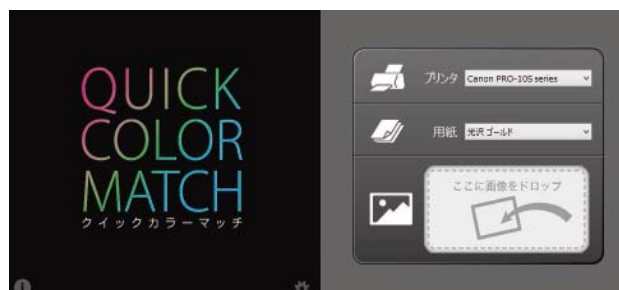 QUICK
COLOR
MATCH
クイックカラーマッチ
プリンタ Canon PRO-10S series
用紙 光沢 ゴールド
ここに画像をドロップ